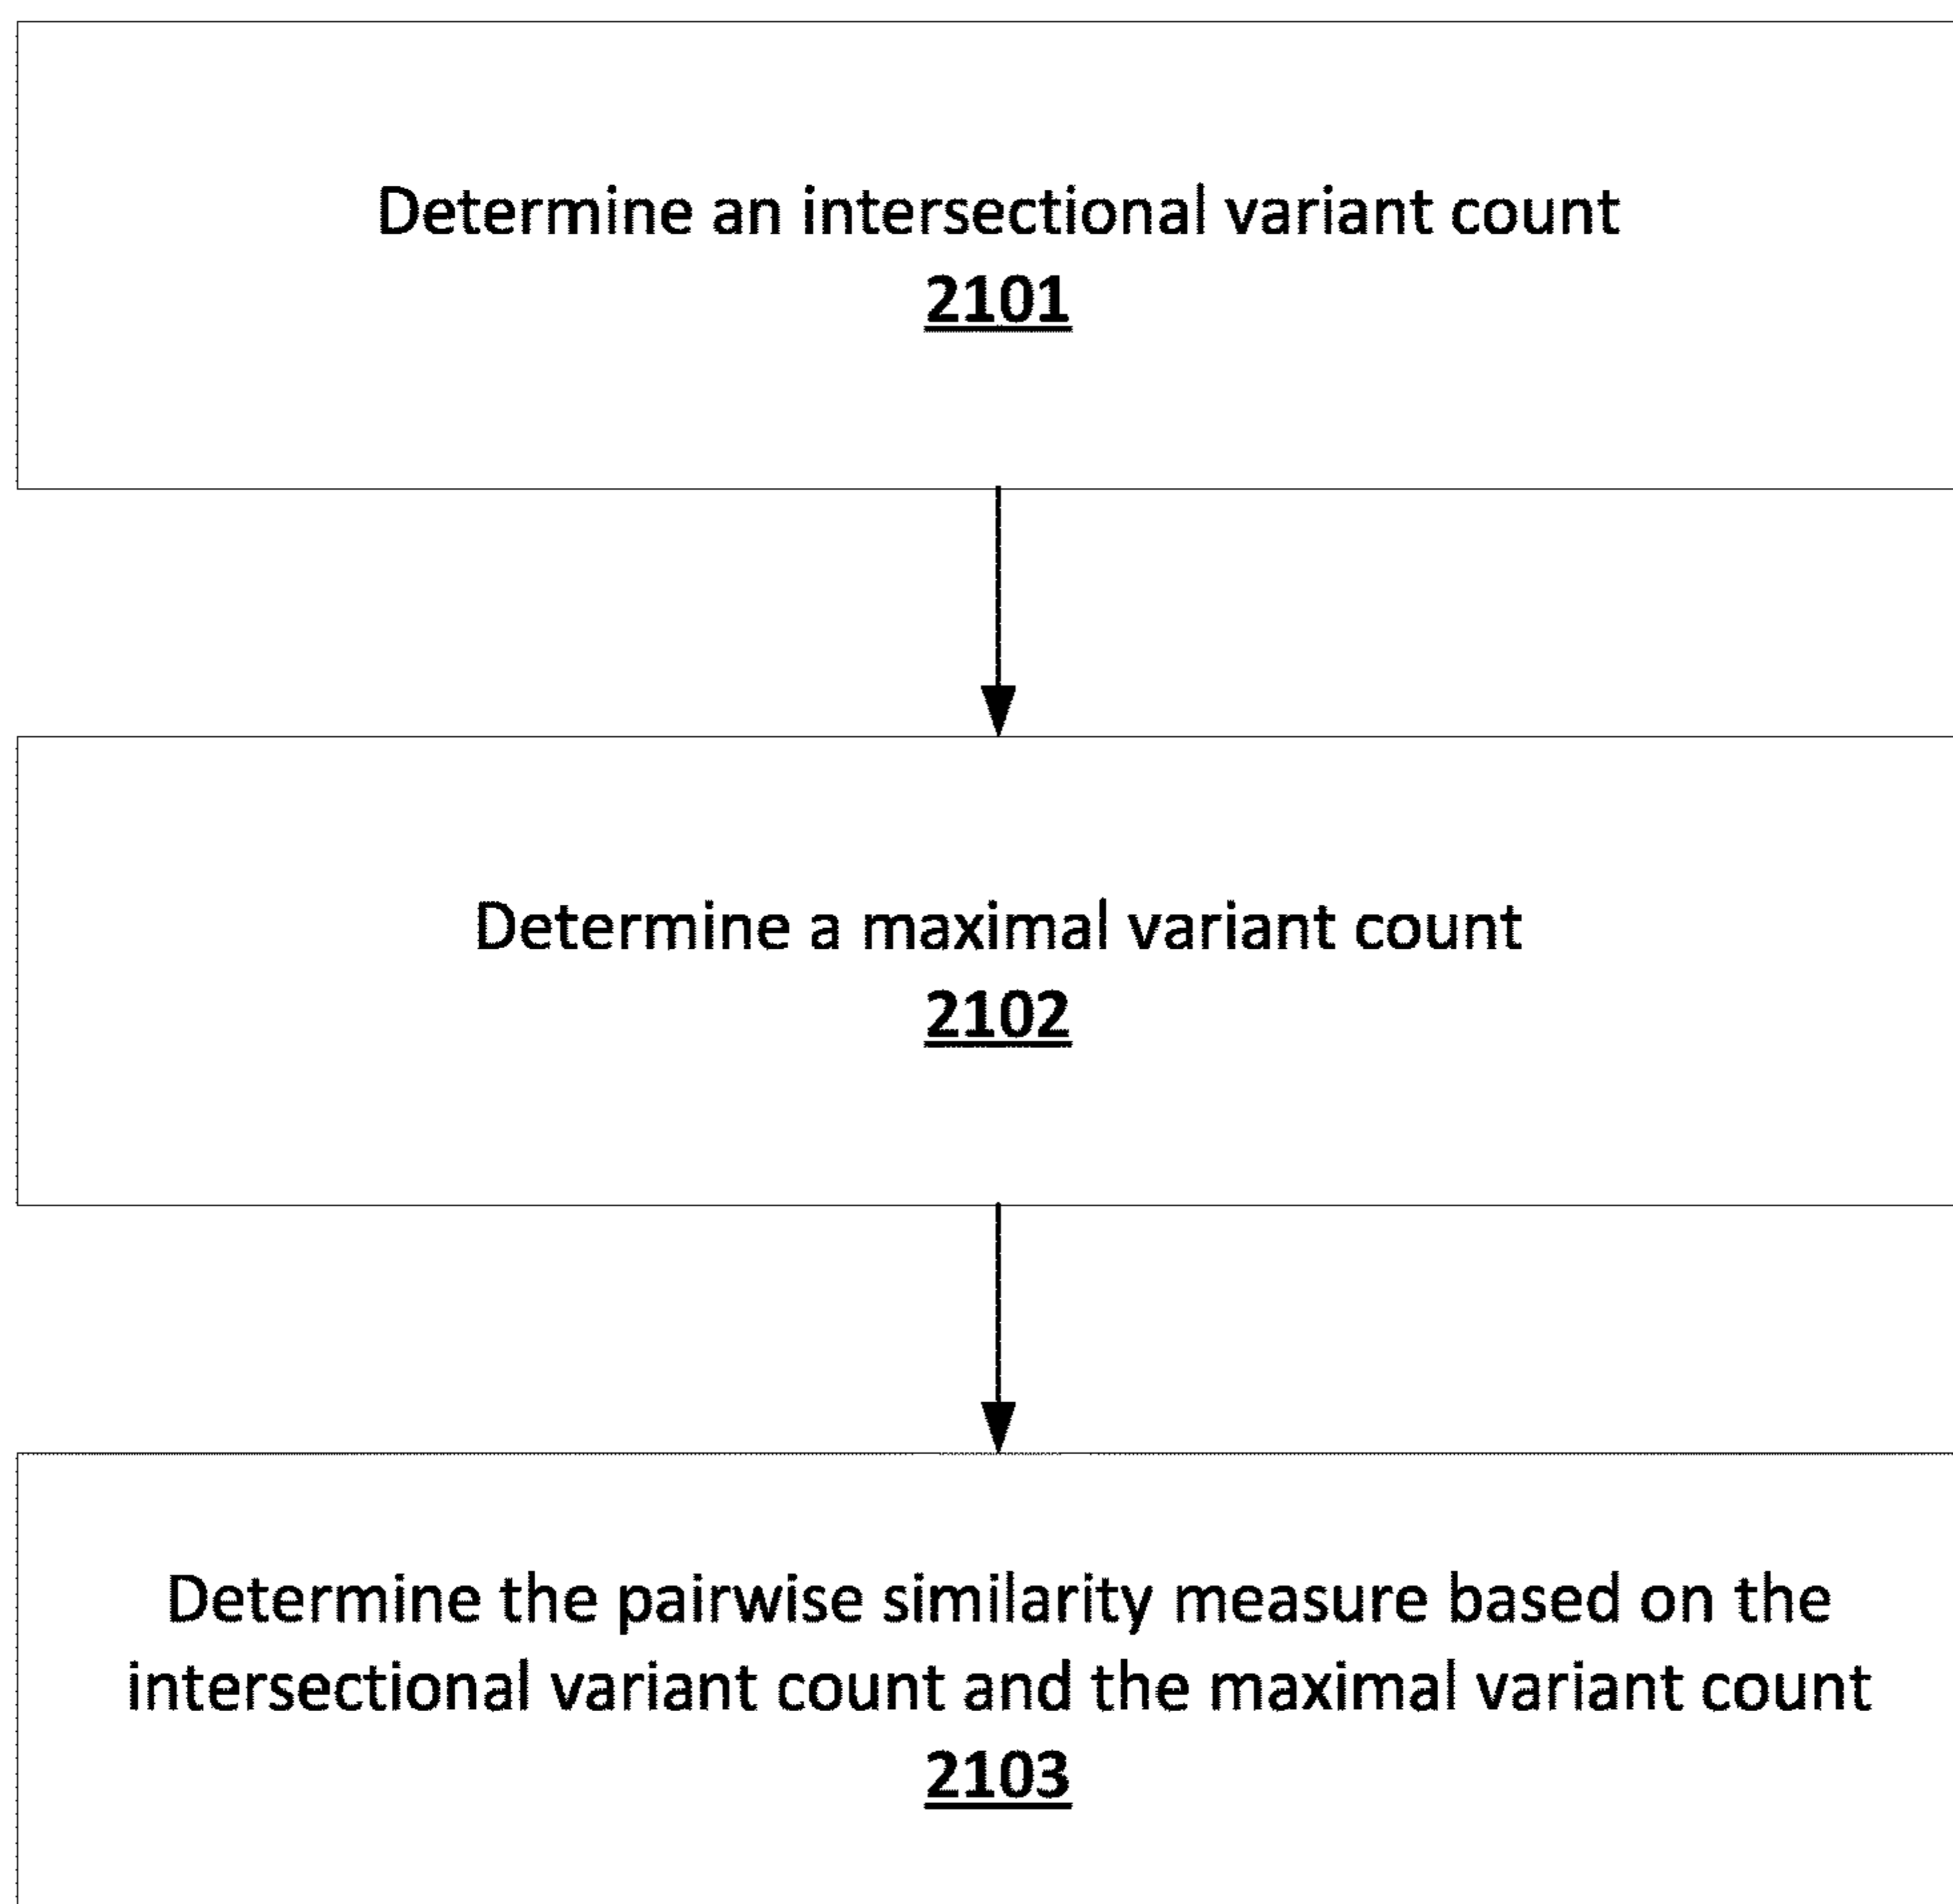 Determine an intersectional variant count
2101
Determine a maximal variant count
2102
Determine the pairwise similarity measure based on the
intersectional variant count and the maximal variant count
2103